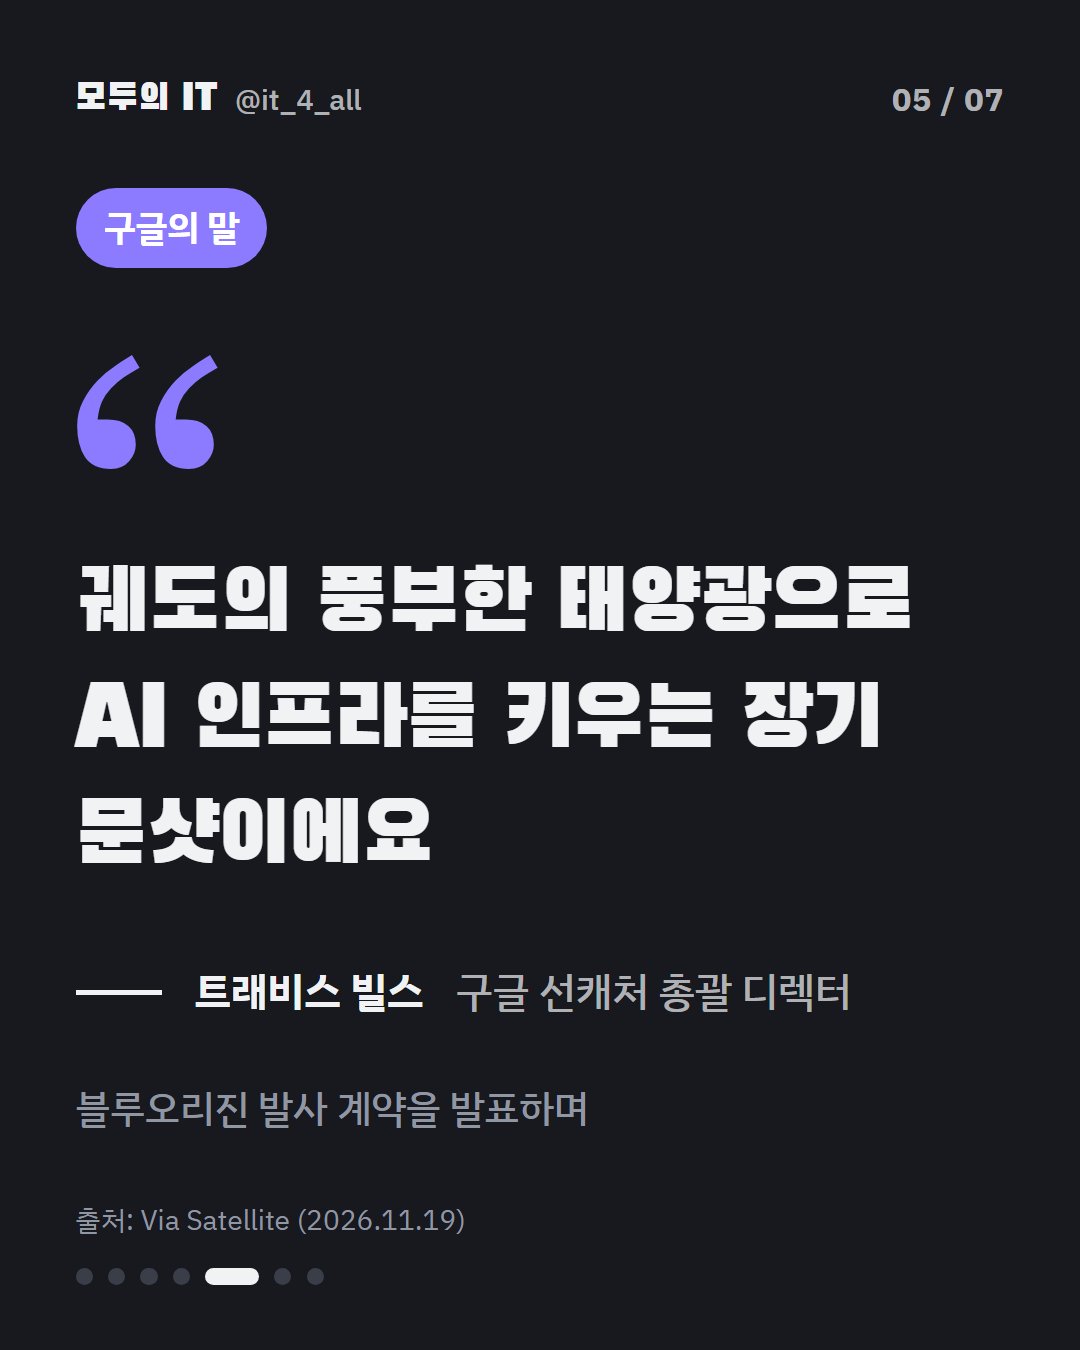 모두의 IT @it_4_all
05 / 07
구글의 말
“
궤도의 풍부한 태양광으로
AI 인프라를 키우는 장기
문샷이에요
— 트래비스 빌스 구글 선캐처 총괄 디렉터
블루오리진 발사 계약을 발표하며
출처: Via Satellite (2026.11.19)